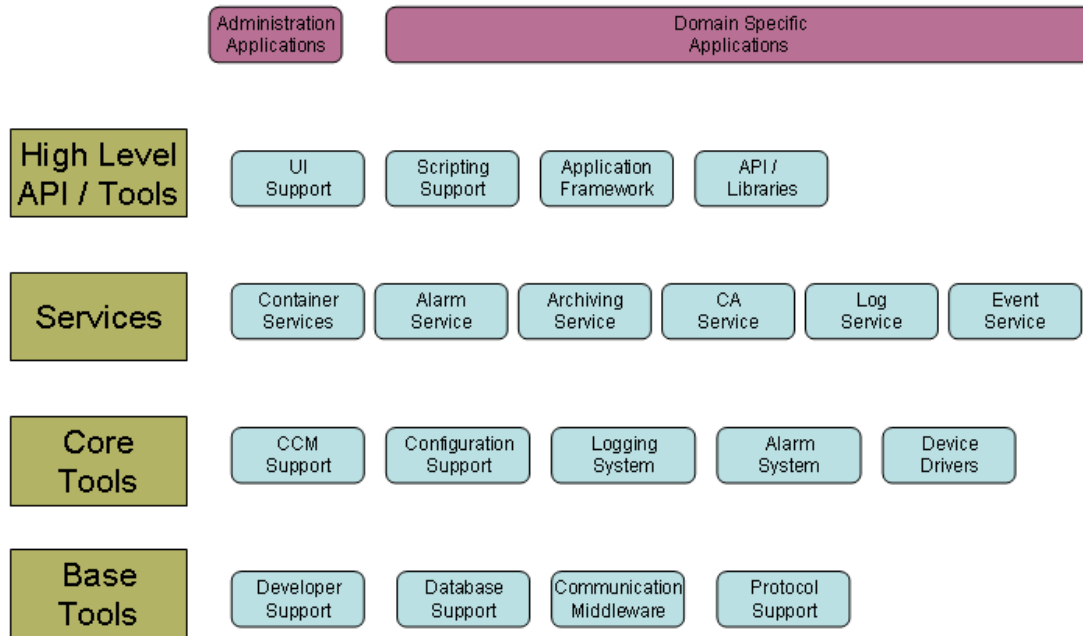 Administration
Applications
Domain Specific
Applications
High Level
API / Tools
UI
Support
Scripting
Support
Application
Framework
API /
Libraries
Services
Container
Services
Alarm
Service
Archiving
Service
CA
Service
Log
Service
Event
Service
Core
Tools
CCM
Support
Configuration
Support
Logging
System
Alarm
System
Device
Drivers
Base
Tools
Developer
Support
Database
Support
Communication
Middleware
Protocol
Support